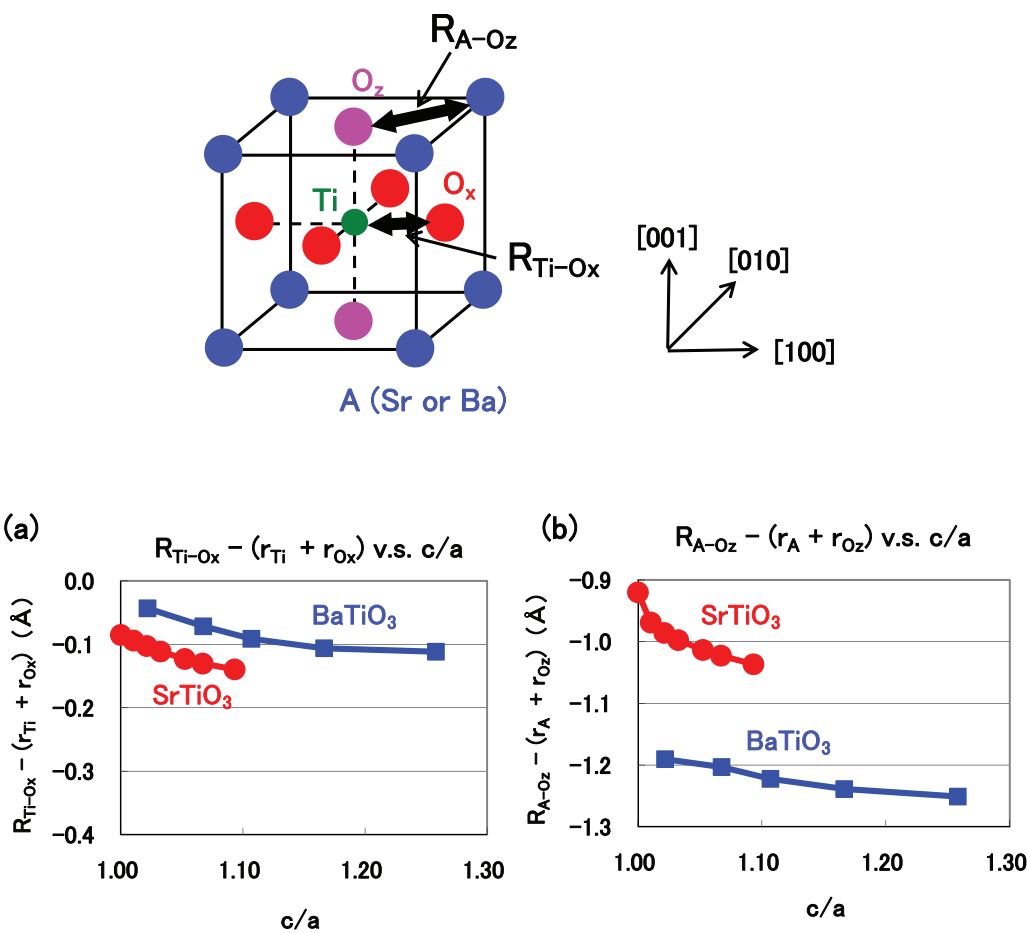 R_A-Oz
O_z
Ti
O_x
R_Ti-Ox
[001]
[010]
[100]
A (Sr or Ba)
(a)
R_Ti-Ox - (r_Ti + r_Ox) v.s. c/a
R_Ti-Ox - (r_Ti + r_Ox) (Å)
0.0
-0.1
-0.2
-0.3
-0.4
BaTiO₃
SrTiO₃
1.00 1.10 1.20 1.30
c/a
(b)
R_A-Oz - (r_A + r_Oz) v.s. c/a
R_A-Oz - (r_A + r_Oz) (Å)
-0.9
-1.0
-1.1
-1.2
-1.3
SrTiO₃
BaTiO₃
1.00 1.10 1.20 1.30
c/a